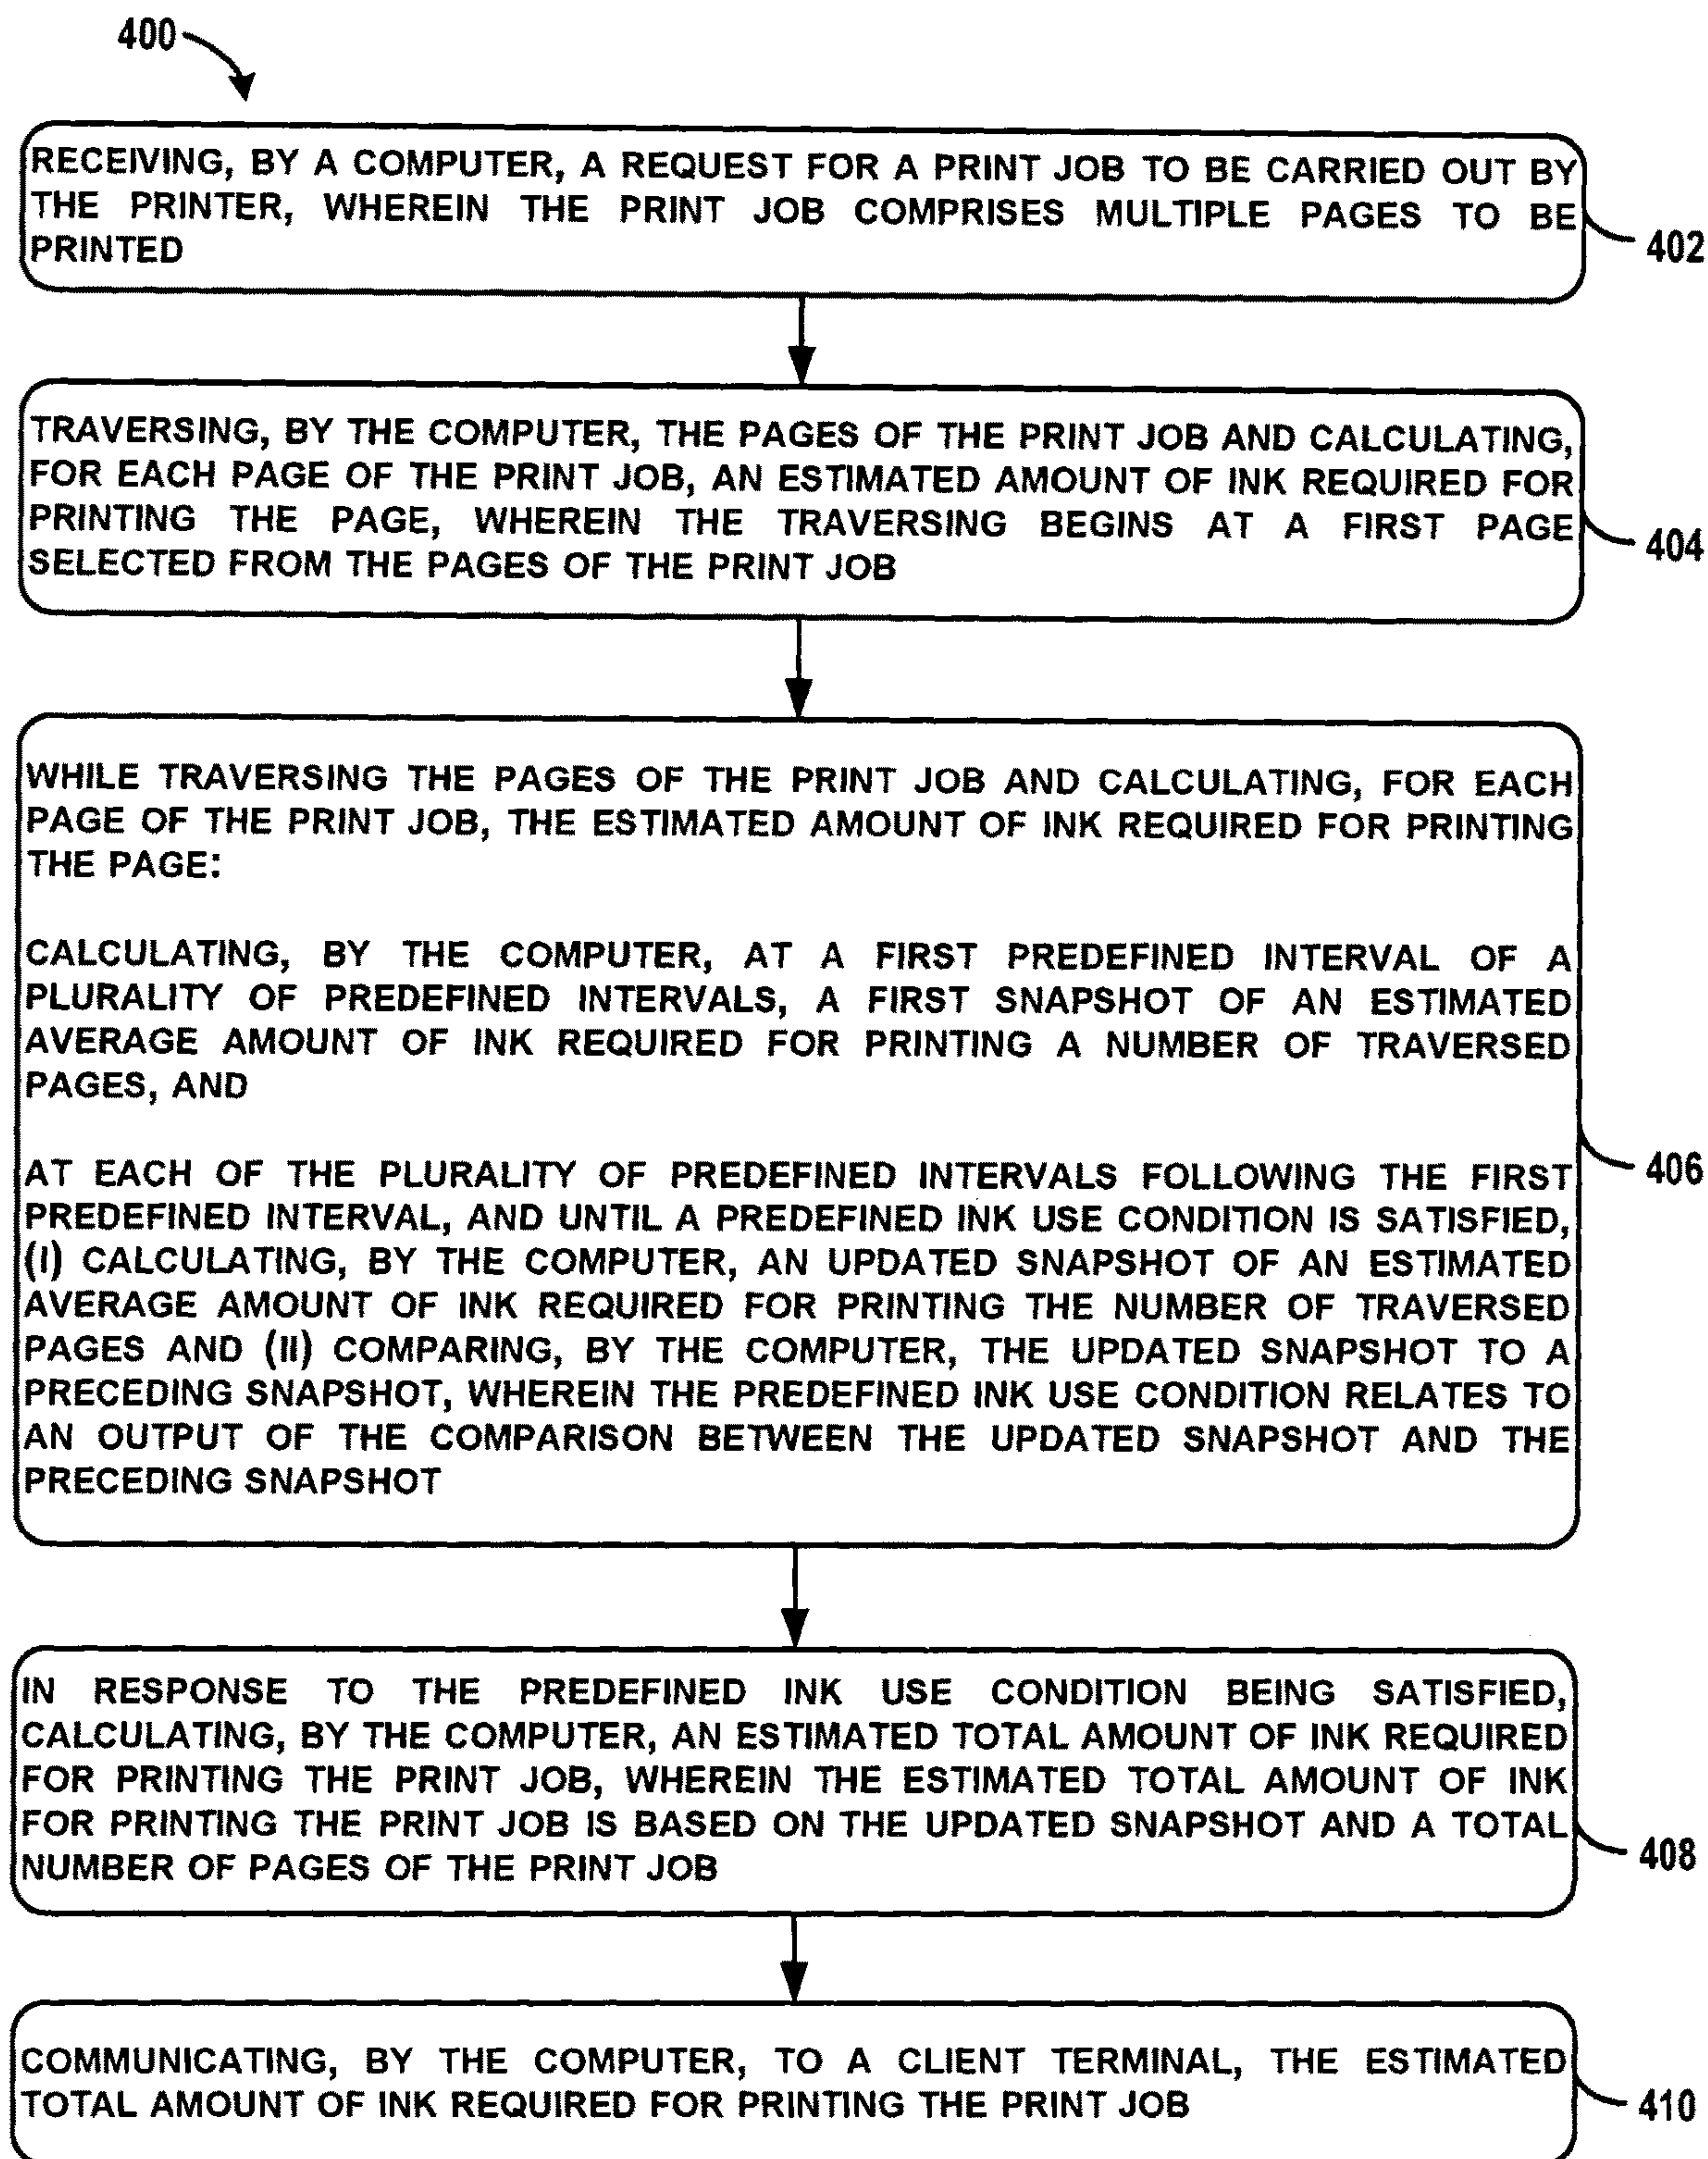 400
RECEIVING, BY A COMPUTER, A REQUEST FOR A PRINT JOB TO BE CARRIED OUT BY
THE PRINTER, WHEREIN THE PRINT JOB COMPRISES MULTIPLE PAGES TO BE
PRINTED
402
TRAVERSING, BY THE COMPUTER, THE PAGES OF THE PRINT JOB AND CALCULATING,
FOR EACH PAGE OF THE PRINT JOB, AN ESTIMATED AMOUNT OF INK REQUIRED FOR
PRINTING THE PAGE, WHEREIN THE TRAVERSING BEGINS AT A FIRST PAGE
SELECTED FROM THE PAGES OF THE PRINT JOB
404
WHILE TRAVERSING THE PAGES OF THE PRINT JOB AND CALCULATING, FOR EACH
PAGE OF THE PRINT JOB, THE ESTIMATED AMOUNT OF INK REQUIRED FOR PRINTING
THE PAGE:
CALCULATING, BY THE COMPUTER, AT A FIRST PREDEFINED INTERVAL OF A
PLURALITY OF PREDEFINED INTERVALS, A FIRST SNAPSHOT OF AN ESTIMATED
AVERAGE AMOUNT OF INK REQUIRED FOR PRINTING A NUMBER OF TRAVERSED
PAGES, AND
AT EACH OF THE PLURALITY OF PREDEFINED INTERVALS FOLLOWING THE FIRST
PREDEFINED INTERVAL, AND UNTIL A PREDEFINED INK USE CONDITION IS SATISFIED,
(I) CALCULATING, BY THE COMPUTER, AN UPDATED SNAPSHOT OF AN ESTIMATED
AVERAGE AMOUNT OF INK REQUIRED FOR PRINTING THE NUMBER OF TRAVERSED
PAGES AND (II) COMPARING, BY THE COMPUTER, THE UPDATED SNAPSHOT TO A
PRECEDING SNAPSHOT, WHEREIN THE PREDEFINED INK USE CONDITION RELATES TO
AN OUTPUT OF THE COMPARISON BETWEEN THE UPDATED SNAPSHOT AND THE
PRECEDING SNAPSHOT
406
IN RESPONSE TO THE PREDEFINED INK USE CONDITION BEING SATISFIED,
CALCULATING, BY THE COMPUTER, AN ESTIMATED TOTAL AMOUNT OF INK REQUIRED
FOR PRINTING THE PRINT JOB, WHEREIN THE ESTIMATED TOTAL AMOUNT OF INK
FOR PRINTING THE PRINT JOB IS BASED ON THE UPDATED SNAPSHOT AND A TOTAL
NUMBER OF PAGES OF THE PRINT JOB
408
COMMUNICATING, BY THE COMPUTER, TO A CLIENT TERMINAL, THE ESTIMATED
TOTAL AMOUNT OF INK REQUIRED FOR PRINTING THE PRINT JOB
410